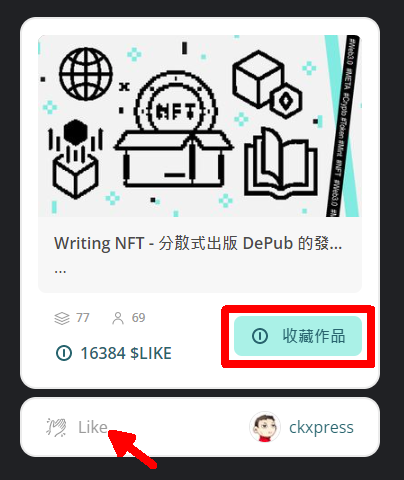 NFT
#Web3.0 #META #Crypto #Token #Mint #NFT #Web3.0
Writing NFT - 分散式出版 DePub 的發...
...
77 69
16384 $LIKE
收藏作品
Like
ckxpress